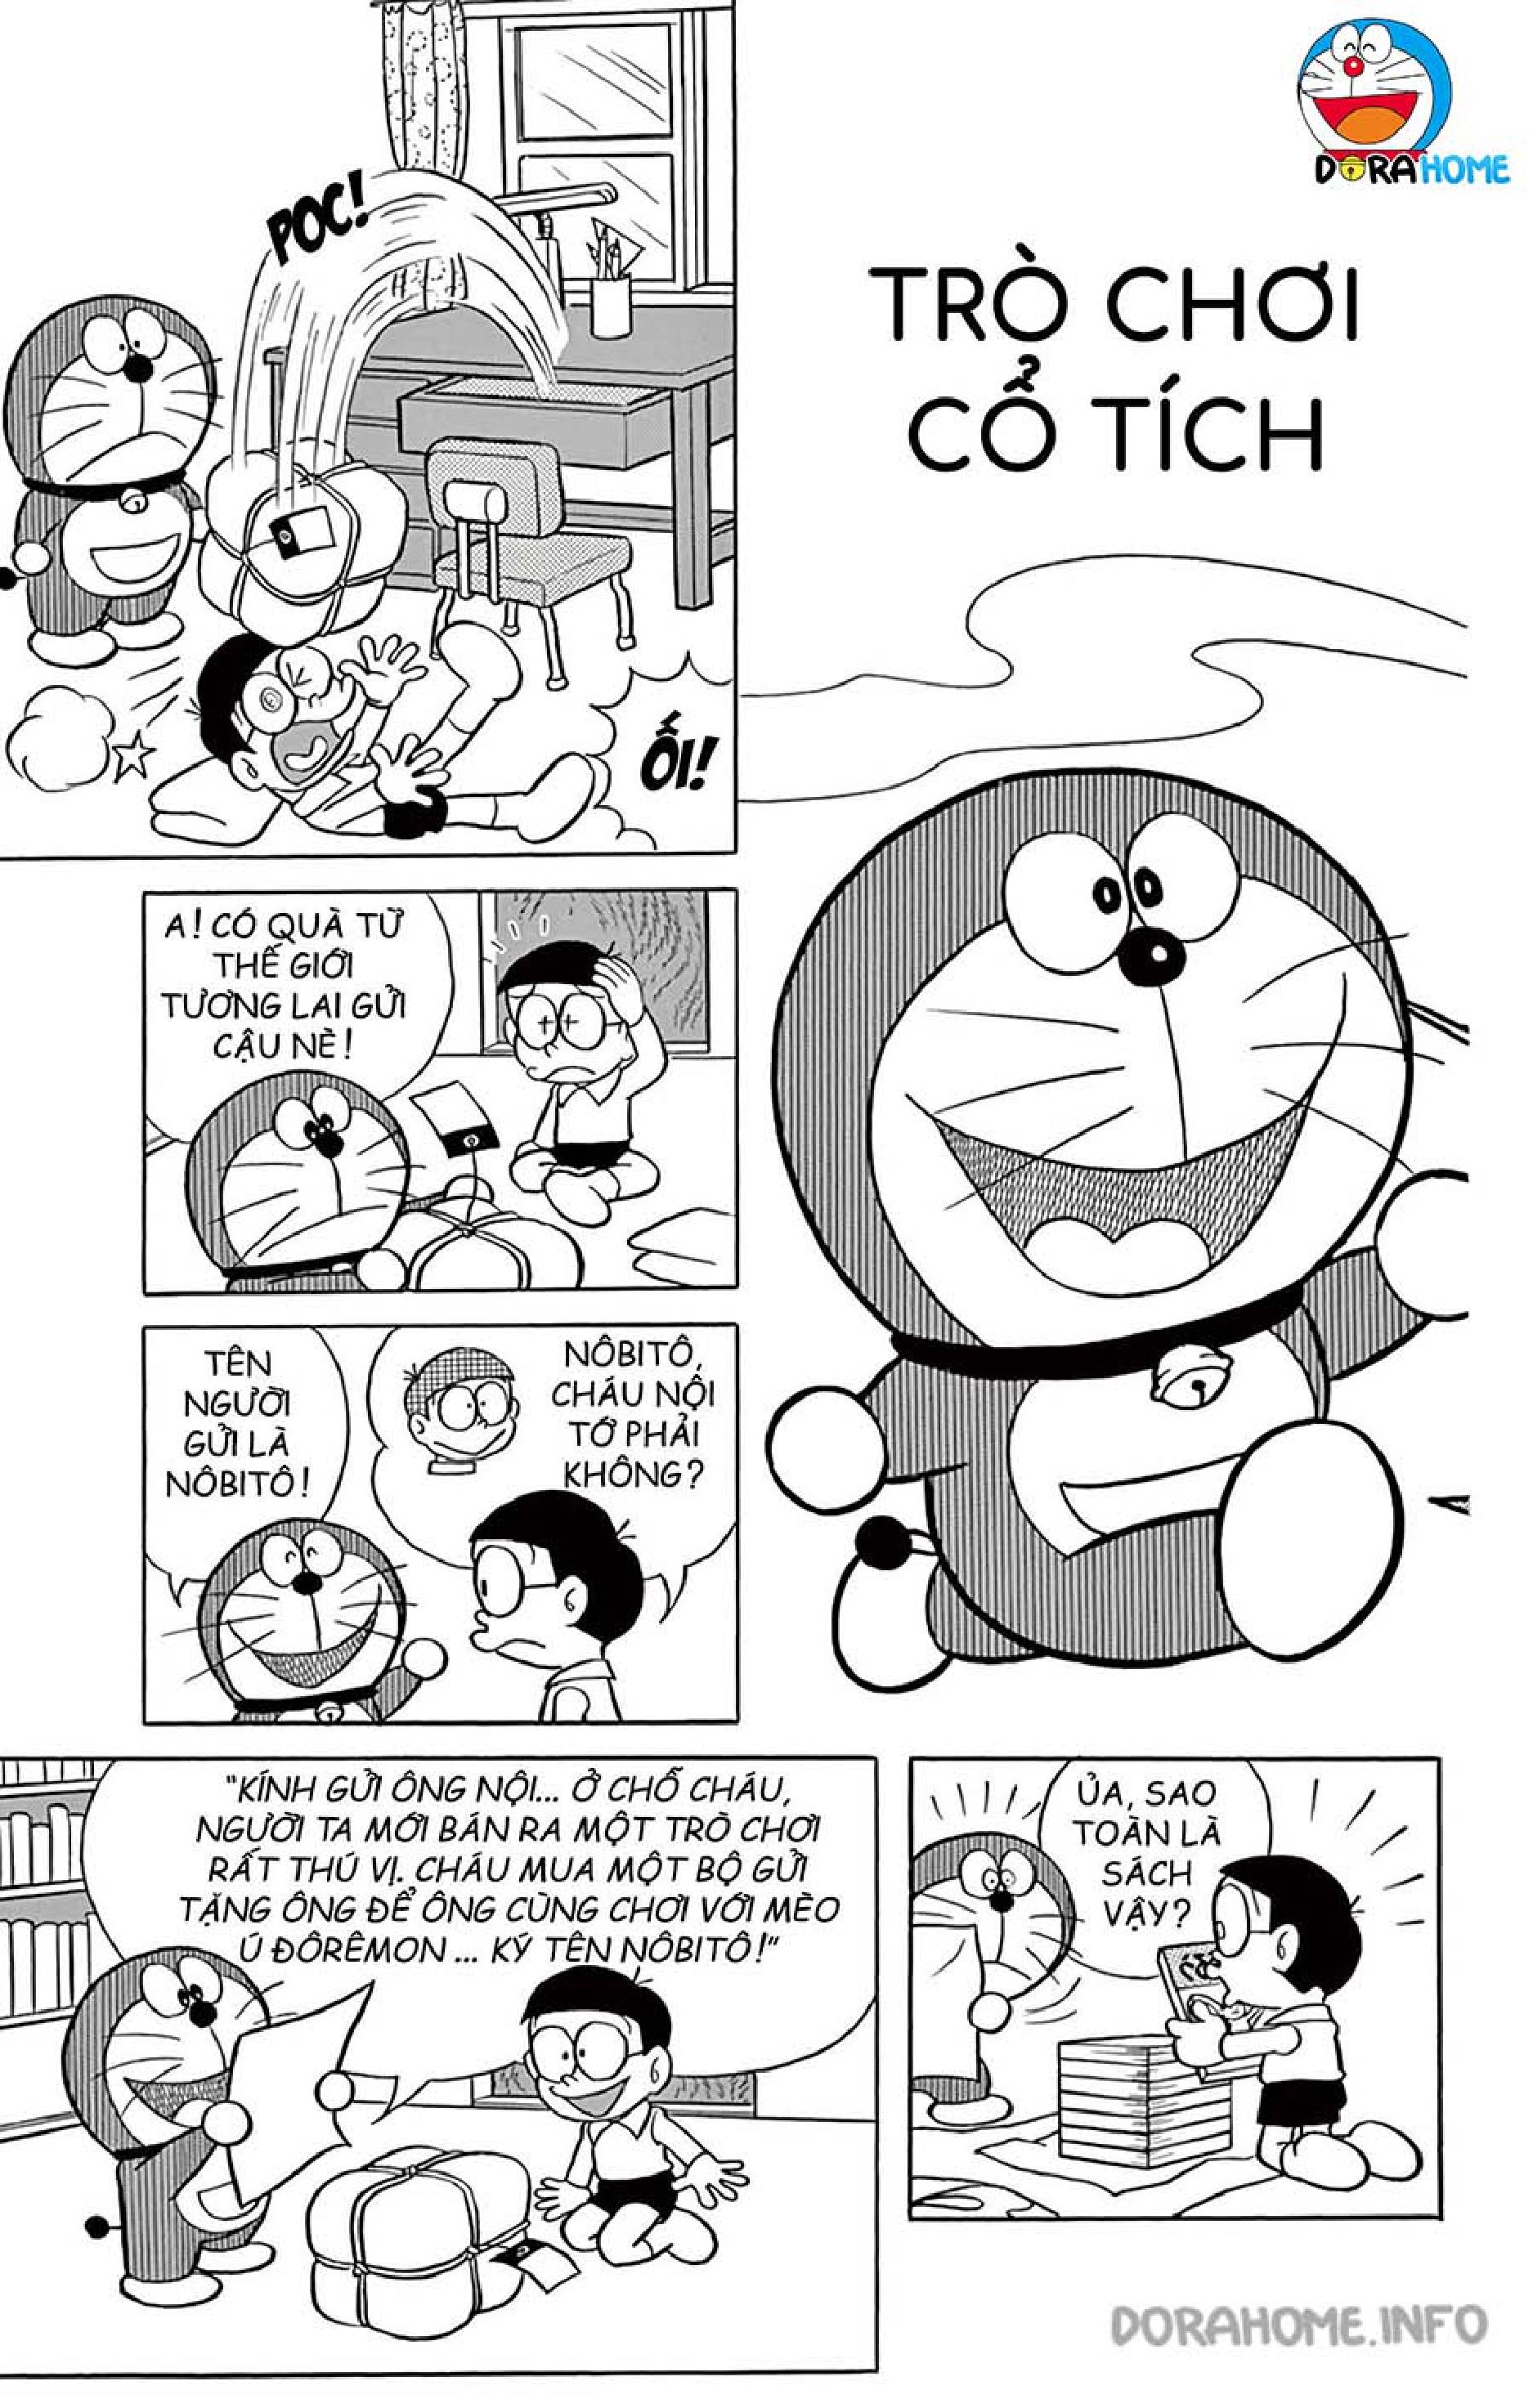 DORAHOME
TRÒ CHƠI
CỔ TÍCH
POC!
ỐI!
A! CÓ QUÀ TỪ
THẾ GIỚI
TƯƠNG LAI GỬI
CẬU NÈ!
TÊN
NGƯỜI
GỬI LÀ
NÔBITÔ!
NÔBITÔ,
CHÁU NỘI
TỚ PHẢI
KHÔNG?
"KÍNH GỬI ÔNG NỘI... Ở CHỖ CHÁU,
NGƯỜI TA MỚI BÁN RA MỘT TRÒ CHƠI
RẤT THÚ VỊ. CHÁU MUA MỘT BỘ GỬI
TẶNG ÔNG ĐỂ ÔNG CÙNG CHƠI VỚI MÈO
Ú ĐÔRÊMON ... KÝ TÊN NÔBITÔ!"
ỦA, SAO
TOÀN LÀ
SÁCH
VẬY?
DORAHOME.INFO